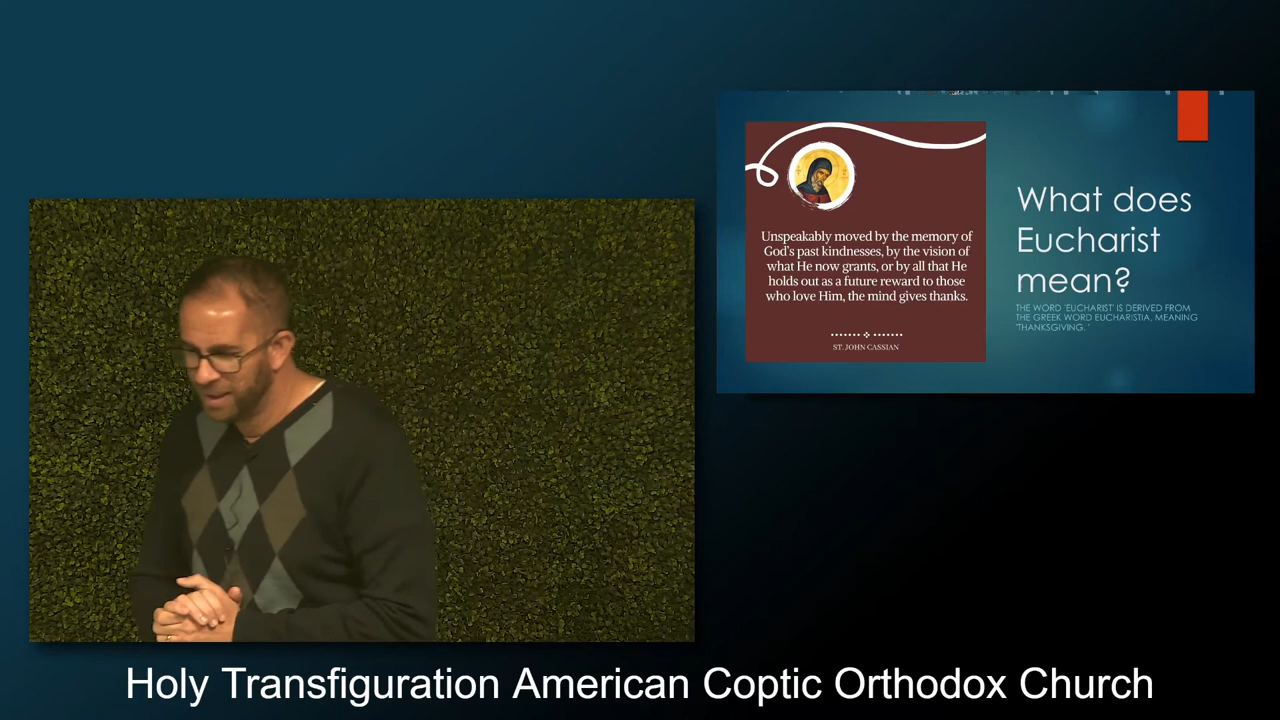 Unspeakably moved by the memory of
God's past kindnesses, by the vision of
what He now grants, or by all that He
holds out as a future reward to those
who love Him, the mind gives thanks.
ST. JOHN CASSIAN
What does
Eucharist
mean?
THE WORD 'EUCHARIST' IS DERIVED FROM
THE GREEK WORD EUCHARISTIA, MEANING
'THANKSGIVING.'
Holy Transfiguration American Coptic Orthodox Church